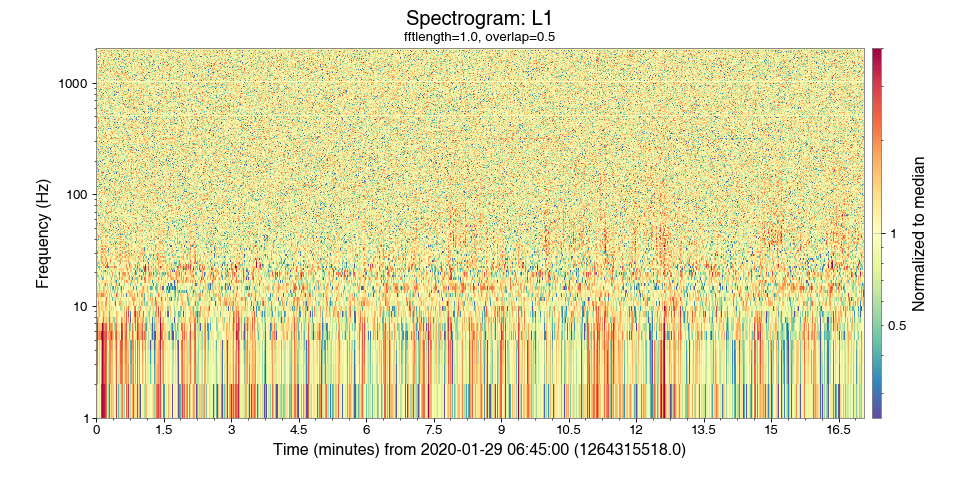 Spectrogram: L1
fftlength=1.0, overlap=0.5
1000
100
10
1
Frequency (Hz)
0 1.5 3 4.5 6 7.5 9 10.5 12 13.5 15 16.5
Time (minutes) from 2020-01-29 06:45:00 (1264315518.0)
1
0.5
Normalized to median